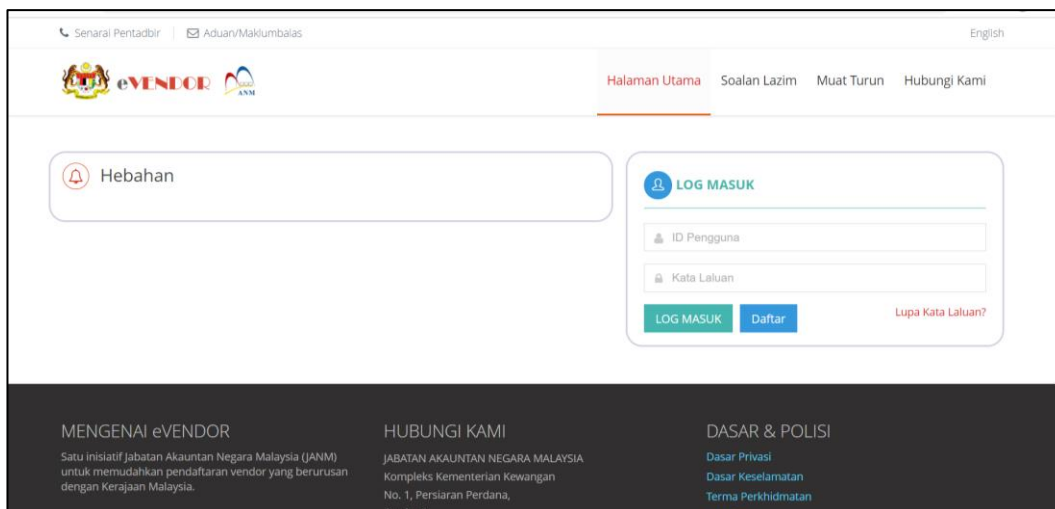 Senarai Pentadbir
Aduan/Maklumbalas
English
eVENDOR
ANM
Halaman Utama
Soalan Lazim
Muat Turun
Hubungi Kami
Hebahan
LOG MASUK
ID Pengguna
Kata Laluan
LOG MASUK
Daftar
Lupa Kata Laluan?
MENGENAI eVENDOR
Satu inisiatif Jabatan Akauntan Negara Malaysia (JANM)
untuk memudahkan pendaftaran vendor yang berurusan
dengan Kerajaan Malaysia.
HUBUNGI KAMI
JABATAN AKAUNTAN NEGARA MALAYSIA
Kompleks Kementerian Kewangan
No. 1, Persiaran Perdana,
DASAR & POLISI
Dasar Privasi
Dasar Keselamatan
Terma Perkhidmatan